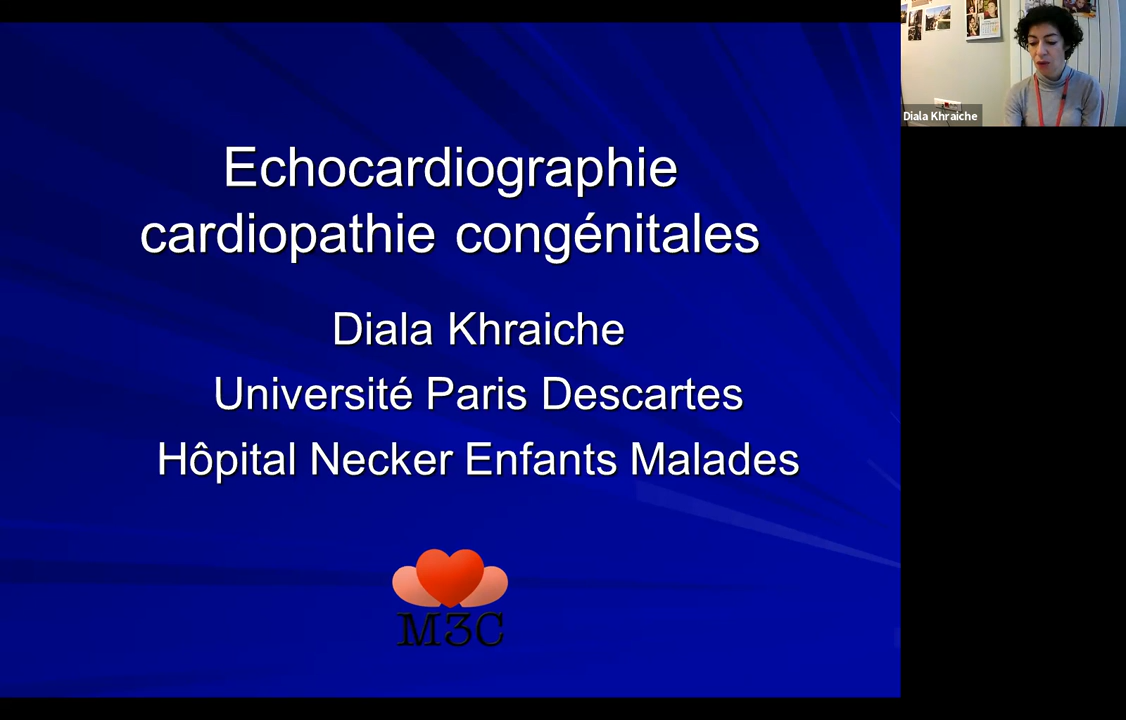 Echocardiographie
cardiopathie congénitales
Diala Khraiche
Université Paris Descartes
Hôpital Necker Enfants Malades
M3C
Diala Khraiche